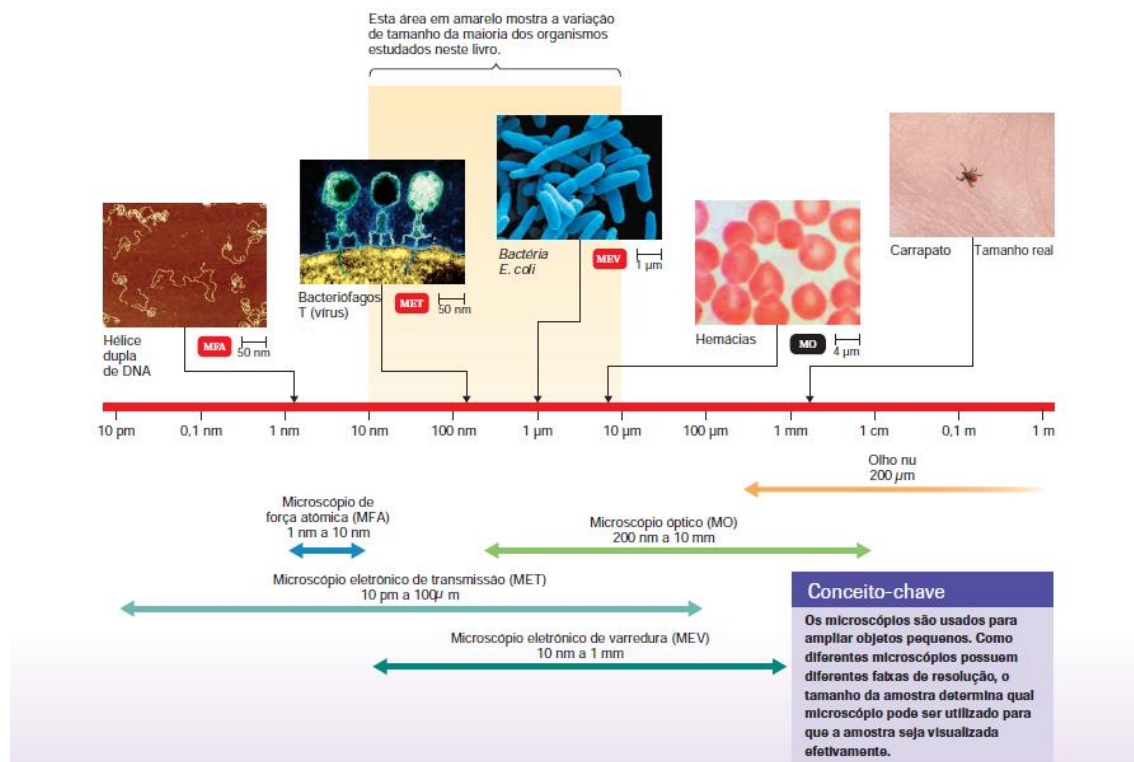 Esta área em amarelo mostra a variação
de tamanho da maioria dos organismos
estudados neste livro.
Hélice
dupla
de DNA
MFA
50 nm
Bacteriófagos
T (vírus)
MET
50 nm
Bactéria
E. coli
MEV
1 µm
Hemácias
MO
4 µm
Carrapato
Tamanho real
10 pm
0,1 nm
1 nm
10 nm
100 nm
1 µm
10 µm
100 µm
1 mm
1 cm
0,1 m
1 m
Olho nu
200 µm
Microscópio de
força atômica (MFA)
1 nm a 10 nm
Microscópio óptico (MO)
200 nm a 10 mm
Microscópio eletrônico de transmissão (MET)
10 pm a 100µ m
Microscópio eletrônico de varredura (MEV)
10 nm a 1 mm
Conceito-chave
Os microscópios são usados para
ampliar objetos pequenos. Como
diferentes microscópios possuem
diferentes faixas de resolução, o
tamanho da amostra determina qual
microscópio pode ser utilizado para
que a amostra seja visualizada
efetivamente.